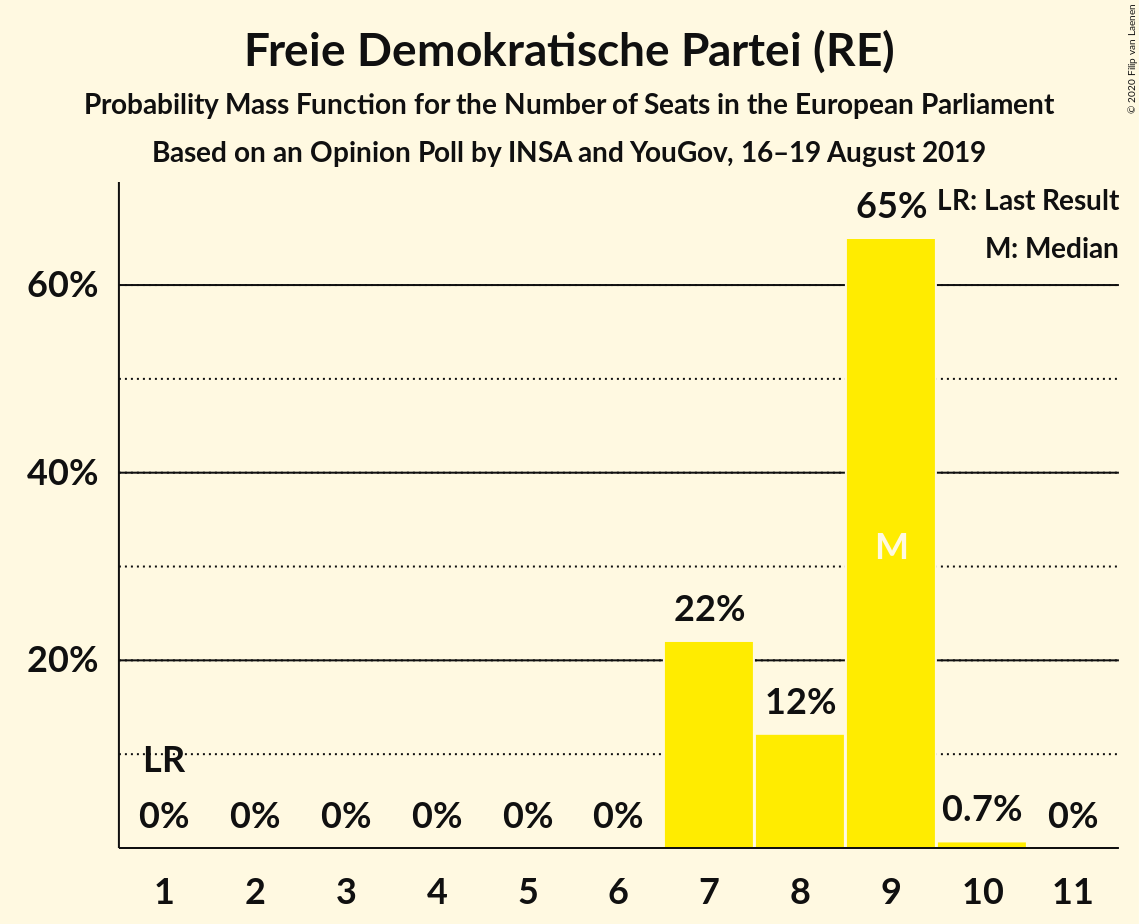 Freie Demokratische Partei (RE)
Probability Mass Function for the Number of Seats in the European Parliament
Based on an Opinion Poll by INSA and YouGov, 16–19 August 2019
© 2020 Filip van Laenen
LR: Last Result
M: Median
60%
40%
20%
LR
0%
0%
0%
0%
0%
0%
22%
12%
65%
M
0.7%
0%
1 2 3 4 5 6 7 8 9 10 11